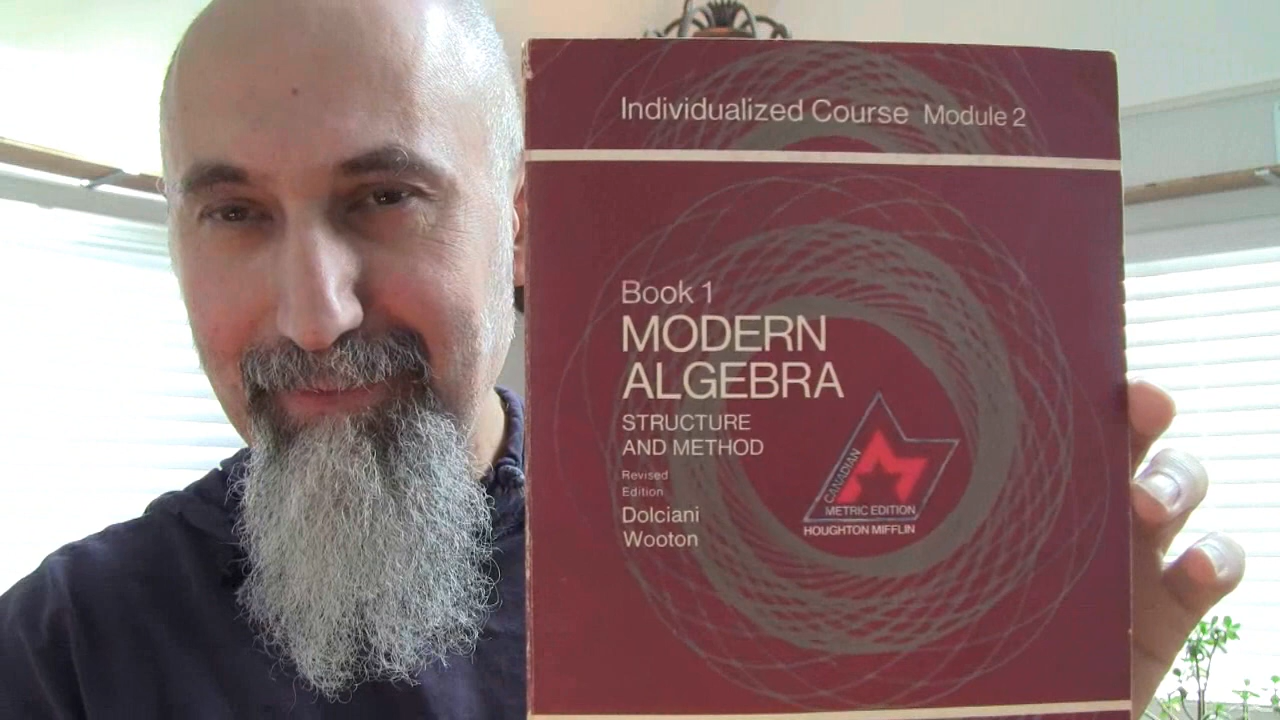 Individualized Course Module 2
Book 1
MODERN
ALGEBRA
STRUCTURE
AND METHOD
Revised
Edition
Dolciani
Wooton
CANADIAN
METRIC EDITION
HOUGHTON MIFFLIN